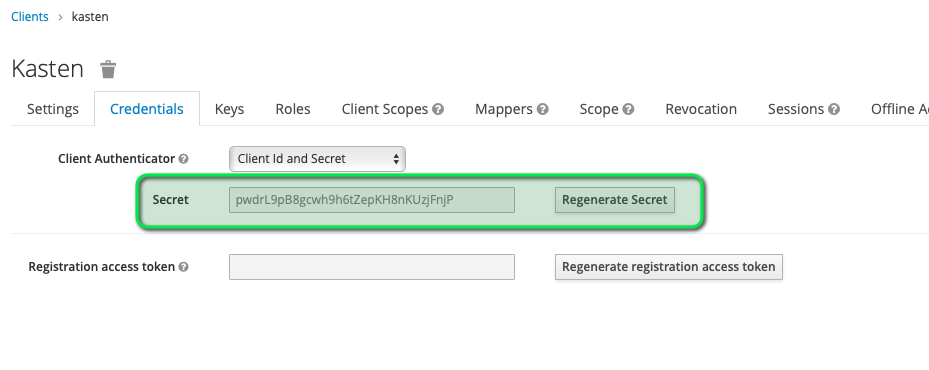 Clients > kasten
Kasten
Settings Credentials Keys Roles Client Scopes ? Mappers ? Scope ? Revocation Sessions ? Offline Ac
Client Authenticator ? Client Id and Secret
Secret pwdrL9pB8gcwh9h6tZepKH8nKUzjFnjP Regenerate Secret
Registration access token ? Regenerate registration access token